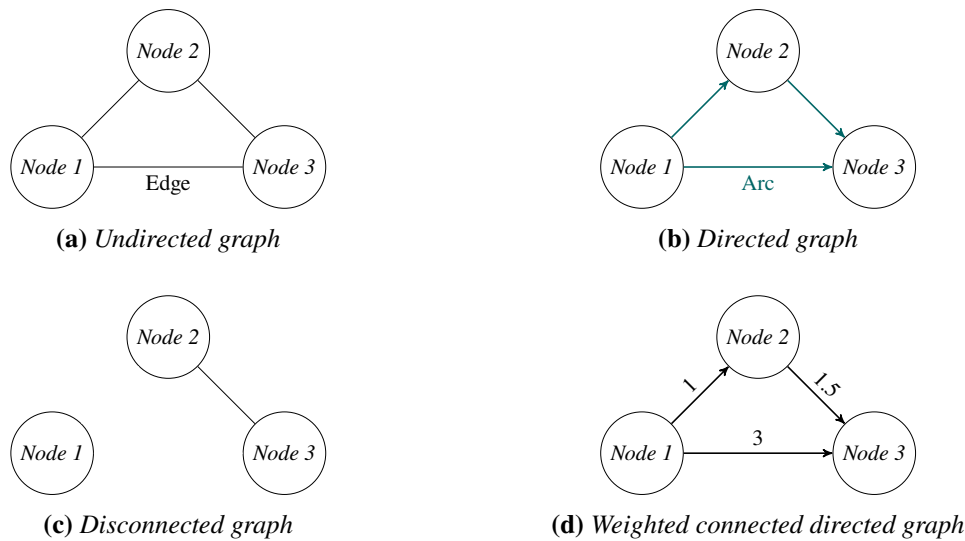 Node 2
Node 1
Node 3
Edge
(a) Undirected graph
Node 2
Node 1
Node 3
Arc
(b) Directed graph
Node 2
Node 1
Node 3
(c) Disconnected graph
Node 2
1
1.5
Node 1
3
Node 3
(d) Weighted connected directed graph